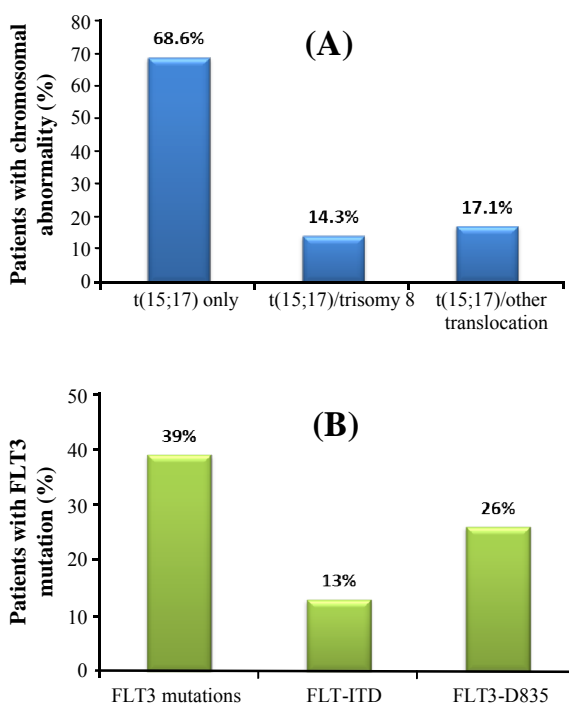 (A)
Patients with chromosomal
abnormality (%)
80
70
60
50
40
30
20
10
0
68.6%
14.3%
17.1%
t(15;17) only
t(15;17)/trisomy 8
t(15;17)/other
translocation
(B)
Patients with FLT3
mutation (%)
50
40
30
20
10
0
39%
13%
26%
FLT3 mutations
FLT-ITD
FLT3-D835